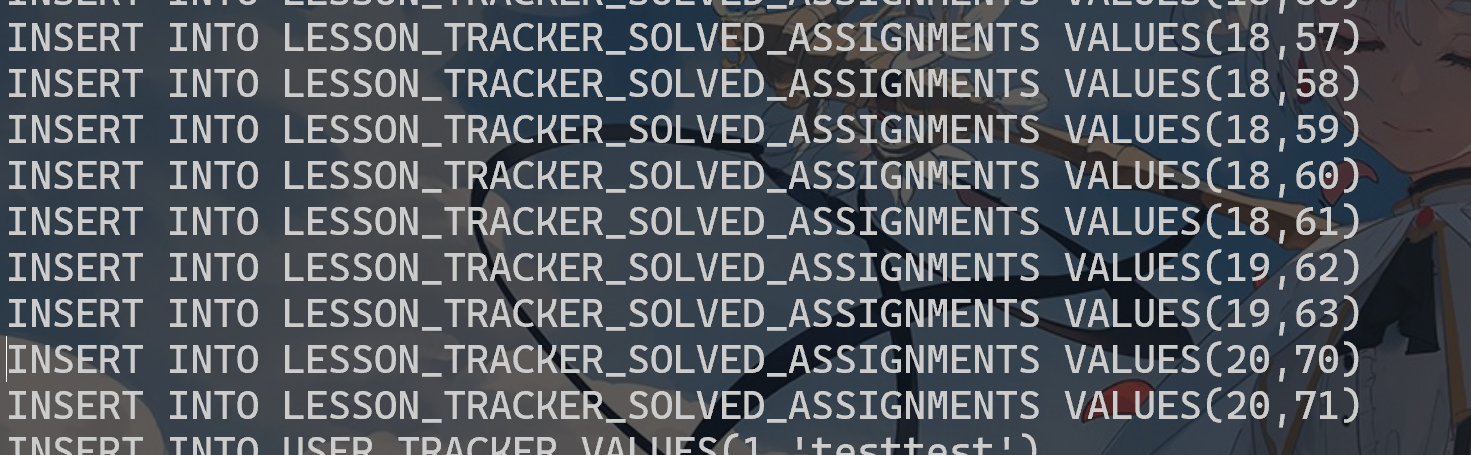 INSERT INTO LESSON_TRACKER_SOLVED_ASSIGNMENTS VALUES(18,57)
INSERT INTO LESSON_TRACKER_SOLVED_ASSIGNMENTS VALUES(18,58)
INSERT INTO LESSON_TRACKER_SOLVED_ASSIGNMENTS VALUES(18,59)
INSERT INTO LESSON_TRACKER_SOLVED_ASSIGNMENTS VALUES(18,60)
INSERT INTO LESSON_TRACKER_SOLVED_ASSIGNMENTS VALUES(18,61)
INSERT INTO LESSON_TRACKER_SOLVED_ASSIGNMENTS VALUES(19,62)
INSERT INTO LESSON_TRACKER_SOLVED_ASSIGNMENTS VALUES(19,63)
INSERT INTO LESSON_TRACKER_SOLVED_ASSIGNMENTS VALUES(20,70)
INSERT INTO LESSON_TRACKER_SOLVED_ASSIGNMENTS VALUES(20,71)
INSERT INTO USER_TRACKER VALUES(1,'testtest')